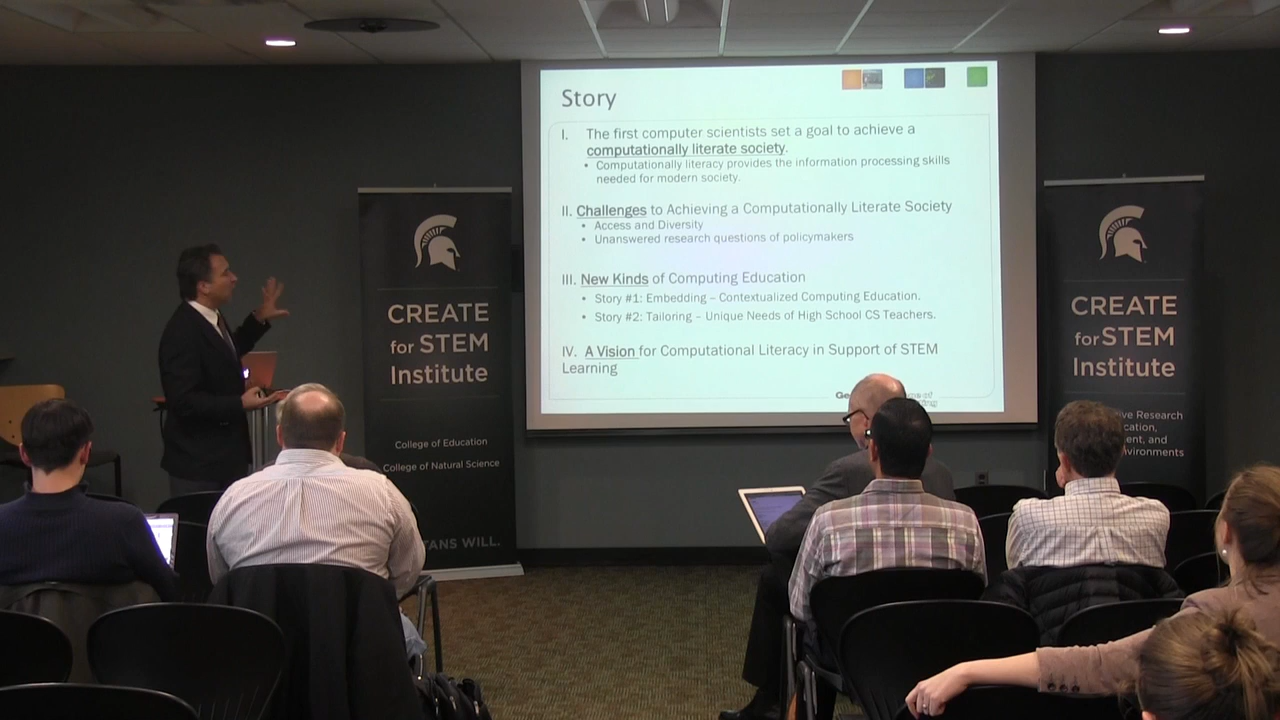 Story
I. The first computer scientists set a goal to achieve a
computationally literate society.
• Computationally literacy provides the information processing skills
needed for modern society.
II. Challenges to Achieving a Computationally Literate Society
• Access and Diversity
• Unanswered research questions of policymakers
III. New Kinds of Computing Education
• Story #1: Embedding – Contextualized Computing Education.
• Story #2: Tailoring – Unique Needs of High School CS Teachers.
IV. A Vision for Computational Literacy in Support of STEM
Learning
CREATE
for STEM
Institute
College of Education
College of Natural Science
WILL.
CREATE
for STEM
Institute
Research
and